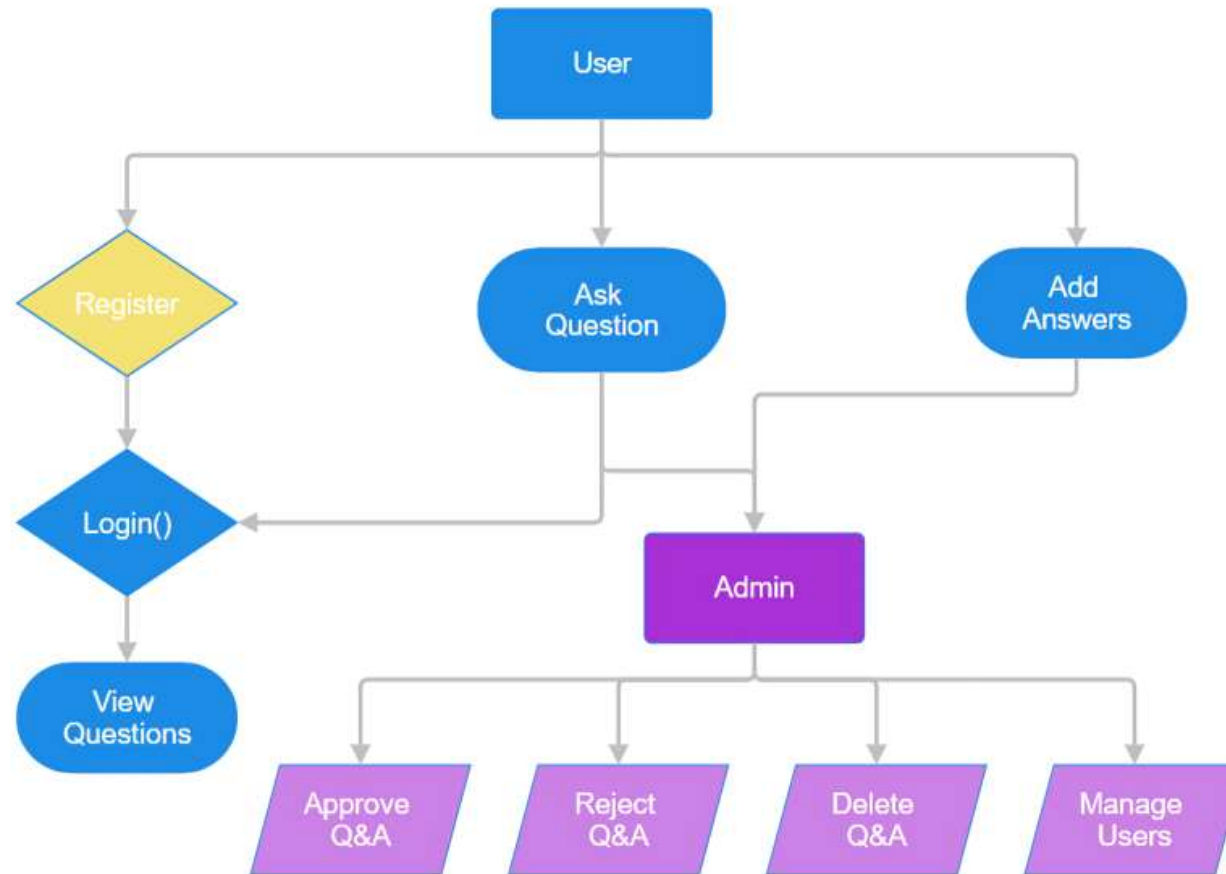 User
Register
Ask
Question
Add
Answers
Login()
Admin
View
Questions
Approve
Q&A
Reject
Q&A
Delete
Q&A
Manage
Users